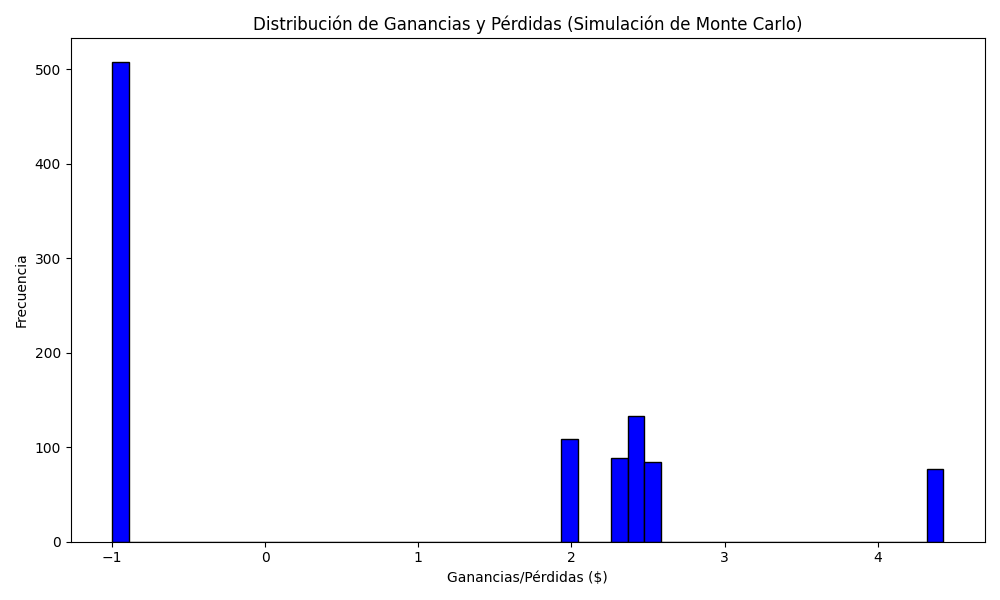 Distribución de Ganancias y Pérdidas (Simulación de Monte Carlo)
500
400
300
200
100
0
Frecuencia
−1 0 1 2 3 4
Ganancias/Pérdidas ($)